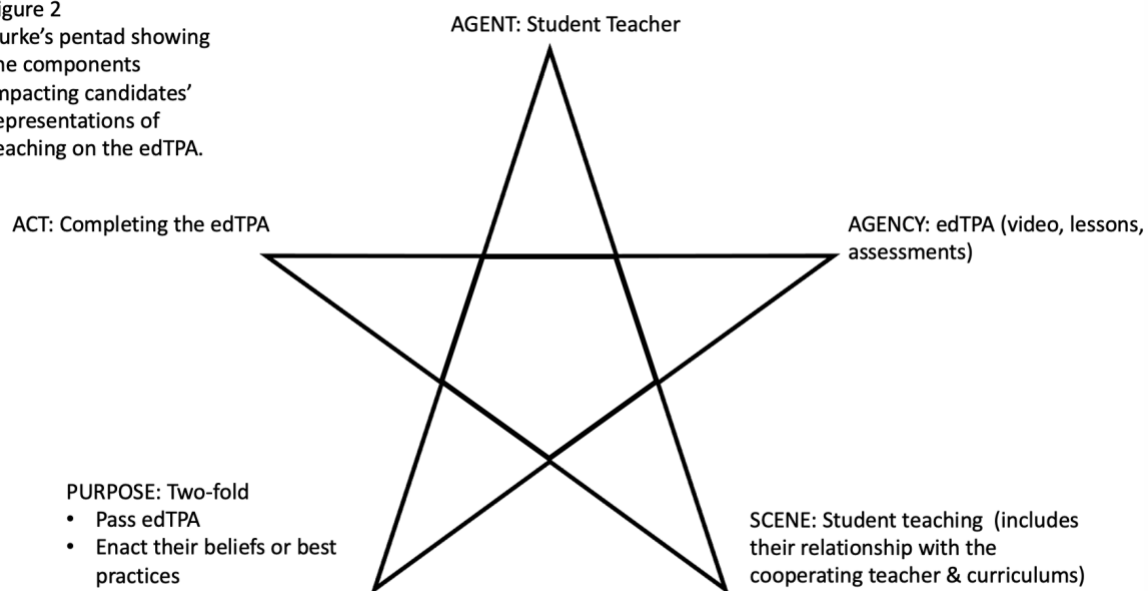 igure 2
urke’s pentad showing
ne components
mpacting candidates’
epresentations of
eaching on the edTPA.
AGENT: Student Teacher
ACT: Completing the edTPA
AGENCY: edTPA (video, lessons,
assessments)
PURPOSE: Two-fold
• Pass edTPA
• Enact their beliefs or best
practices
SCENE: Student teaching (includes
their relationship with the
cooperating teacher & curriculums)